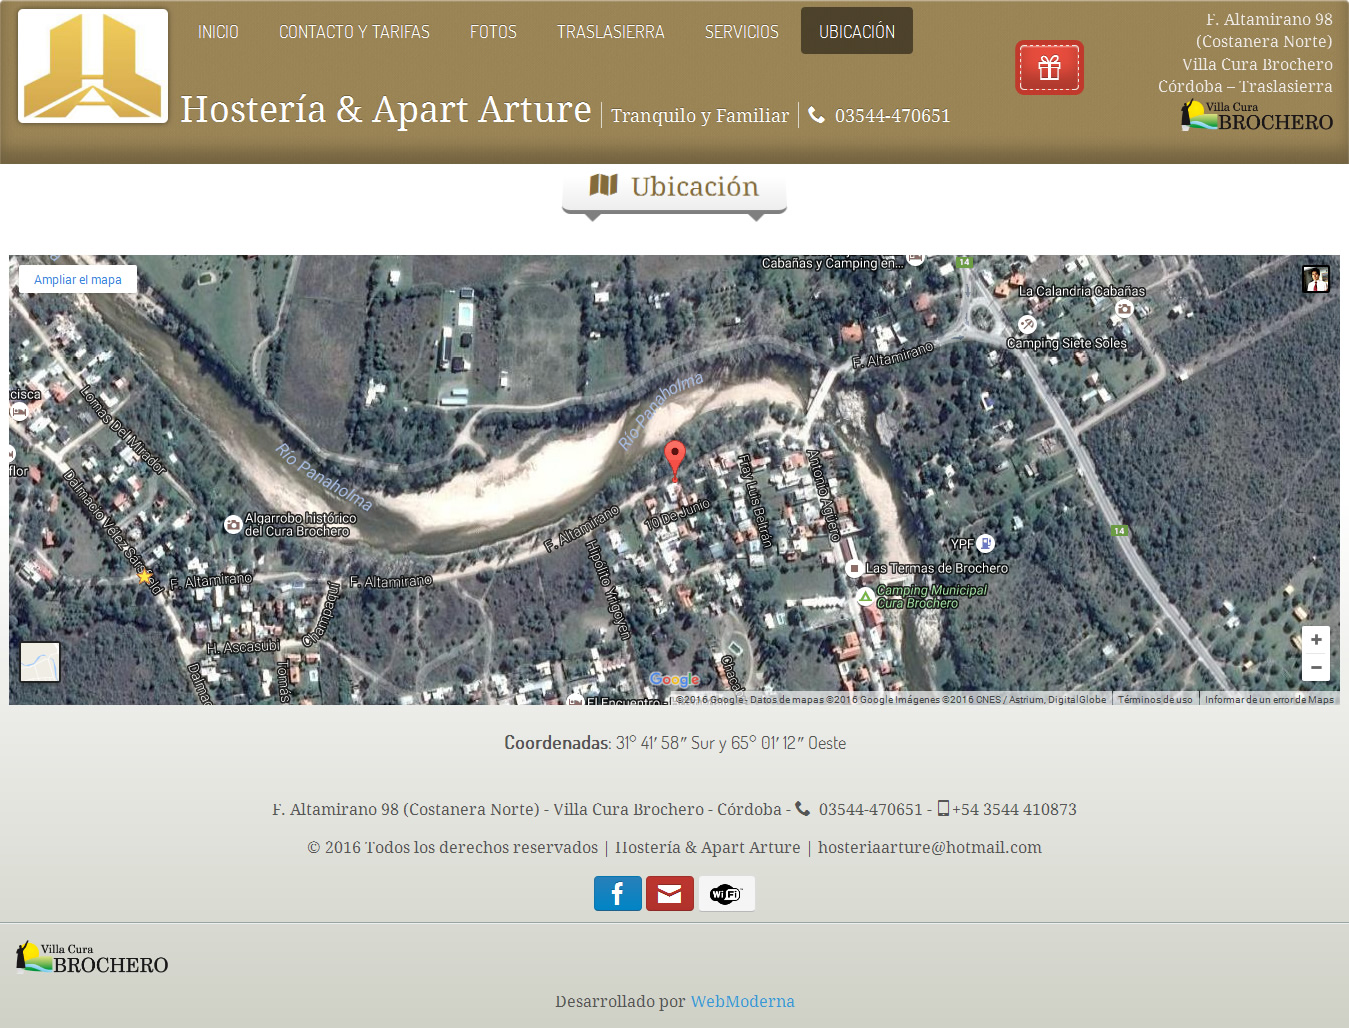 INICIO
CONTACTO Y TARIFAS
FOTOS
TRASLASIERRA
SERVICIOS
UBICACIÓN
F. Altamirano 98
(Costanera Norte)
Villa Cura Brochero
Córdoba – Traslasierra
Villa Cura
BROCHERO
Hostería & Apart Arture | Tranquilo y Familiar | 03544-470651
Ubicación
Ampliar el mapa
Cabañas y Camping en...
14
La Calandria Cabañas
Camping Siete Soles
F. Altamirano
cisca
Lomas Del Mirador
Río Panaholma
Río Panaholma
flor
Dalmacio Vélez Sarsfield
Algarrobo histórico
del Cura Brochero
F. Altamirano
10 De Junio
Fray Luis Beltrán
Antonio Agüero
14
YPF
Las Termas de Brochero
Camping Municipal
Cura Brochero
F. Altamirano
F. Altamirano
Hipólito Yrigoyen
Champaquí
H. Ascasubi
Tomás
Dalma
Chacal
Google
El Encuentro -
©2016 Google - Datos de mapas ©2016 Google Imágenes ©2016 CNES / Astrium, DigitalGlobe
Términos de uso
Informar de un error de Maps
Coordenadas: 31° 41′ 58″ Sur y 65° 01′ 12″ Oeste
F. Altamirano 98 (Costanera Norte) - Villa Cura Brochero - Córdoba - 03544-470651 - +54 3544 410873
© 2016 Todos los derechos reservados | Hostería & Apart Arture | hosteriaarture@hotmail.com
f
WiFi
Villa Cura
BROCHERO
Desarrollado por WebModerna